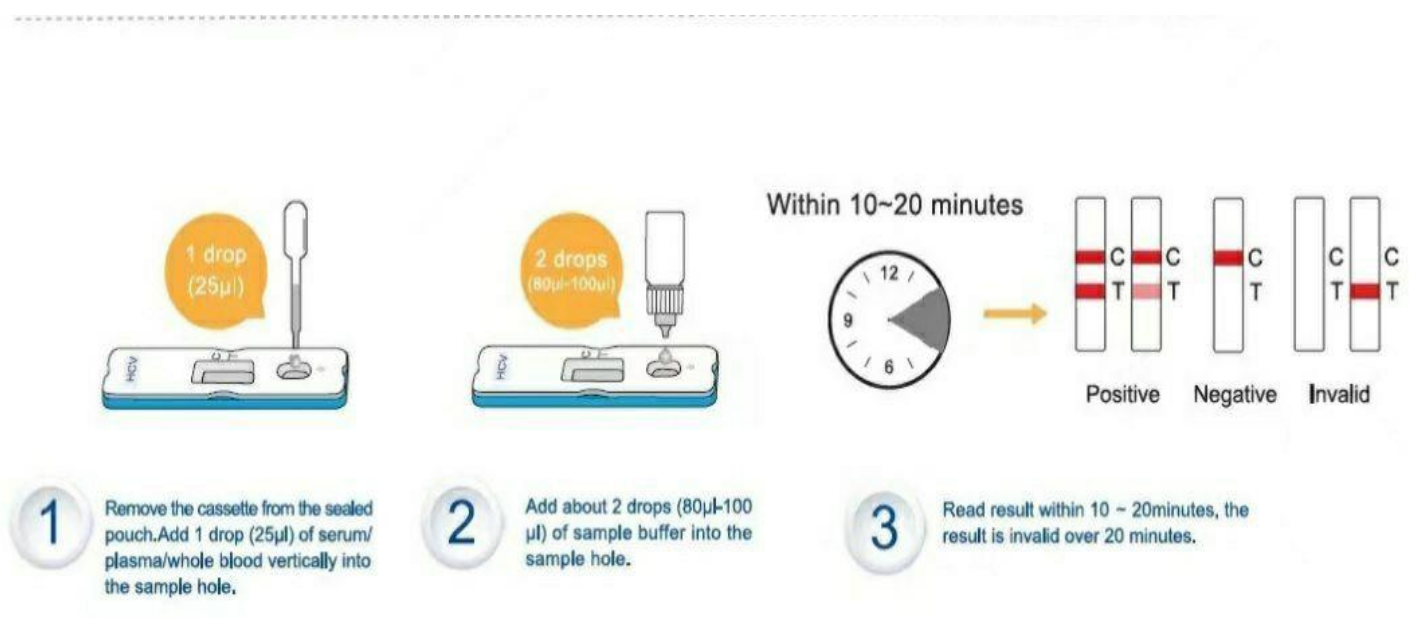 1 drop
(25µl)
HCV
C
T
2 drops
(80µl-100µl)
HCV
C
T
Within 10~20 minutes
12
9
6
C
T
C
T
C
T
C
T
C
T
Positive
Negative
Invalid
1
Remove the cassette from the sealed
pouch.Add 1 drop (25µl) of serum/
plasma/whole blood vertically into
the sample hole.
2
Add about 2 drops (80µl-100
µl) of sample buffer into the
sample hole.
3
Read result within 10 ~ 20minutes, the
result is invalid over 20 minutes.